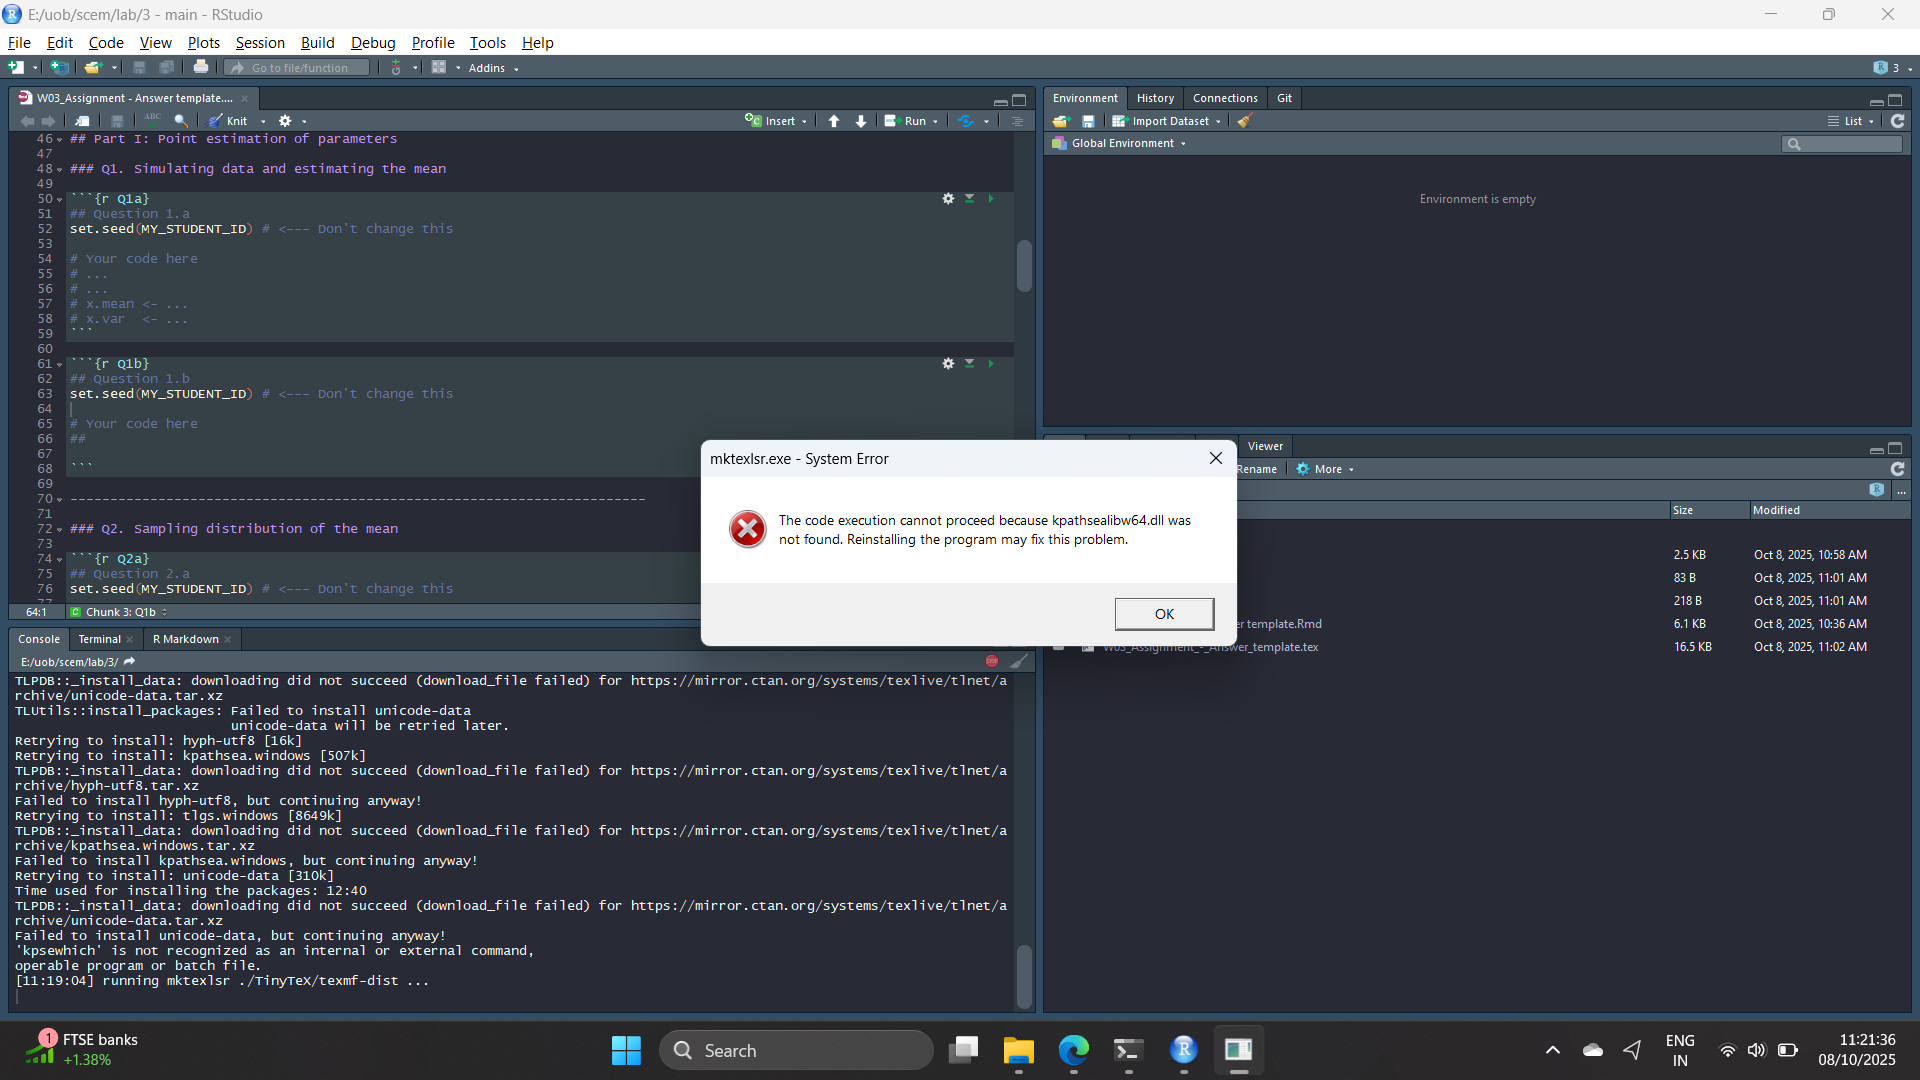 E:/uob/scem/lab/3 - main - RStudio
File Edit Code View Plots Session Build Debug Profile Tools Help
Go to file/function
Addins
3
W03_Assignment - Answer template....
ABC
Knit
Insert
Run
46 ## Part I: Point estimation of parameters
47
48 ### Q1. Simulating data and estimating the mean
49
50 ```{r Q1a}
51 ## Question 1.a
52 set.seed(MY_STUDENT_ID) # <--- Don't change this
53
54 # Your code here
55 # ...
56 # ...
57 # x.mean <- ...
58 # x.var  <- ...
59 ```
60
61 ```{r Q1b}
62 ## Question 1.b
63 set.seed(MY_STUDENT_ID) # <--- Don't change this
64
65 # Your code here
66 ##
67
68 ```
69
70 ------------------------------------------------------------------------
71
72 ### Q2. Sampling distribution of the mean
73
74 ```{r Q2a}
75 ## Question 2.a
76 set.seed(MY_STUDENT_ID) # <--- Don't change this
77
64:1 C Chunk 3: Q1b
Console Terminal R Markdown
E:/uob/scem/lab/3/
TLPDB::_install_data: downloading did not succeed (download_file failed) for https://mirror.ctan.org/systems/texlive/tlnet/a
rchive/unicode-data.tar.xz
TLUtils::install_packages: Failed to install unicode-data
unicode-data will be retried later.
Retrying to install: hyph-utf8 [16k]
Retrying to install: kpathsea.windows [507k]
TLPDB::_install_data: downloading did not succeed (download_file failed) for https://mirror.ctan.org/systems/texlive/tlnet/a
rchive/hyph-utf8.tar.xz
Failed to install hyph-utf8, but continuing anyway!
Retrying to install: tlgs.windows [8649k]
TLPDB::_install_data: downloading did not succeed (download_file failed) for https://mirror.ctan.org/systems/texlive/tlnet/a
rchive/kpathsea.windows.tar.xz
Failed to install kpathsea.windows, but continuing anyway!
Retrying to install: unicode-data [310k]
Time used for installing the packages: 12:40
TLPDB::_install_data: downloading did not succeed (download_file failed) for https://mirror.ctan.org/systems/texlive/tlnet/a
rchive/unicode-data.tar.xz
Failed to install unicode-data, but continuing anyway!
'kpsewhich' is not recognized as an internal or external command,
operable program or batch file.
[11:19:04] running mktexlsr ./TinyTeX/texmf-dist ...
Environment History Connections Git
Import Dataset
List
Global Environment
Environment is empty
Viewer
Rename More
...
Size Modified
2.5 KB Oct 8, 2025, 10:58 AM
83 B Oct 8, 2025, 11:01 AM
218 B Oct 8, 2025, 11:01 AM
er template.Rmd 6.1 KB Oct 8, 2025, 10:36 AM
W03_Assignment_-_Answer_template.tex 16.5 KB Oct 8, 2025, 11:02 AM
mktexlsr.exe - System Error
The code execution cannot proceed because kpathsealibw64.dll was
not found. Reinstalling the program may fix this problem.
OK
1
FTSE banks
+1.38%
Search
ENG
IN
11:21:36
08/10/2025